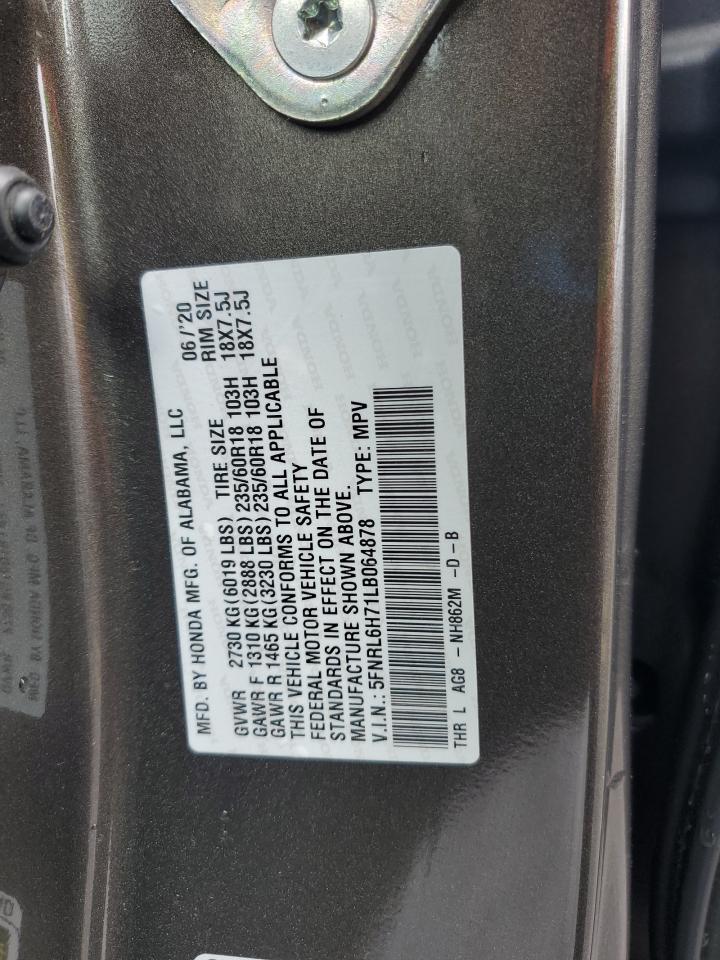 MFD. BY HONDA MFG. OF ALABAMA, LLC 06/'20
GVWR 2730 KG(6019 LBS) TIRE SIZE RIM SIZE
GAWR F 1310 KG(2888 LBS) 235/60R18 103H 18X7.5J
GAWR R 1465 KG(3230 LBS) 235/60R18 103H 18X7.5J
THIS VEHICLE CONFORMS TO ALL APPLICABLE
FEDERAL MOTOR VEHICLE SAFETY
STANDARDS IN EFFECT ON THE DATE OF
MANUFACTURE SHOWN ABOVE.
V.I.N.: 5FNRL6H71LB064878 TYPE: MPV
THR L AG8 - NH862M -D-B